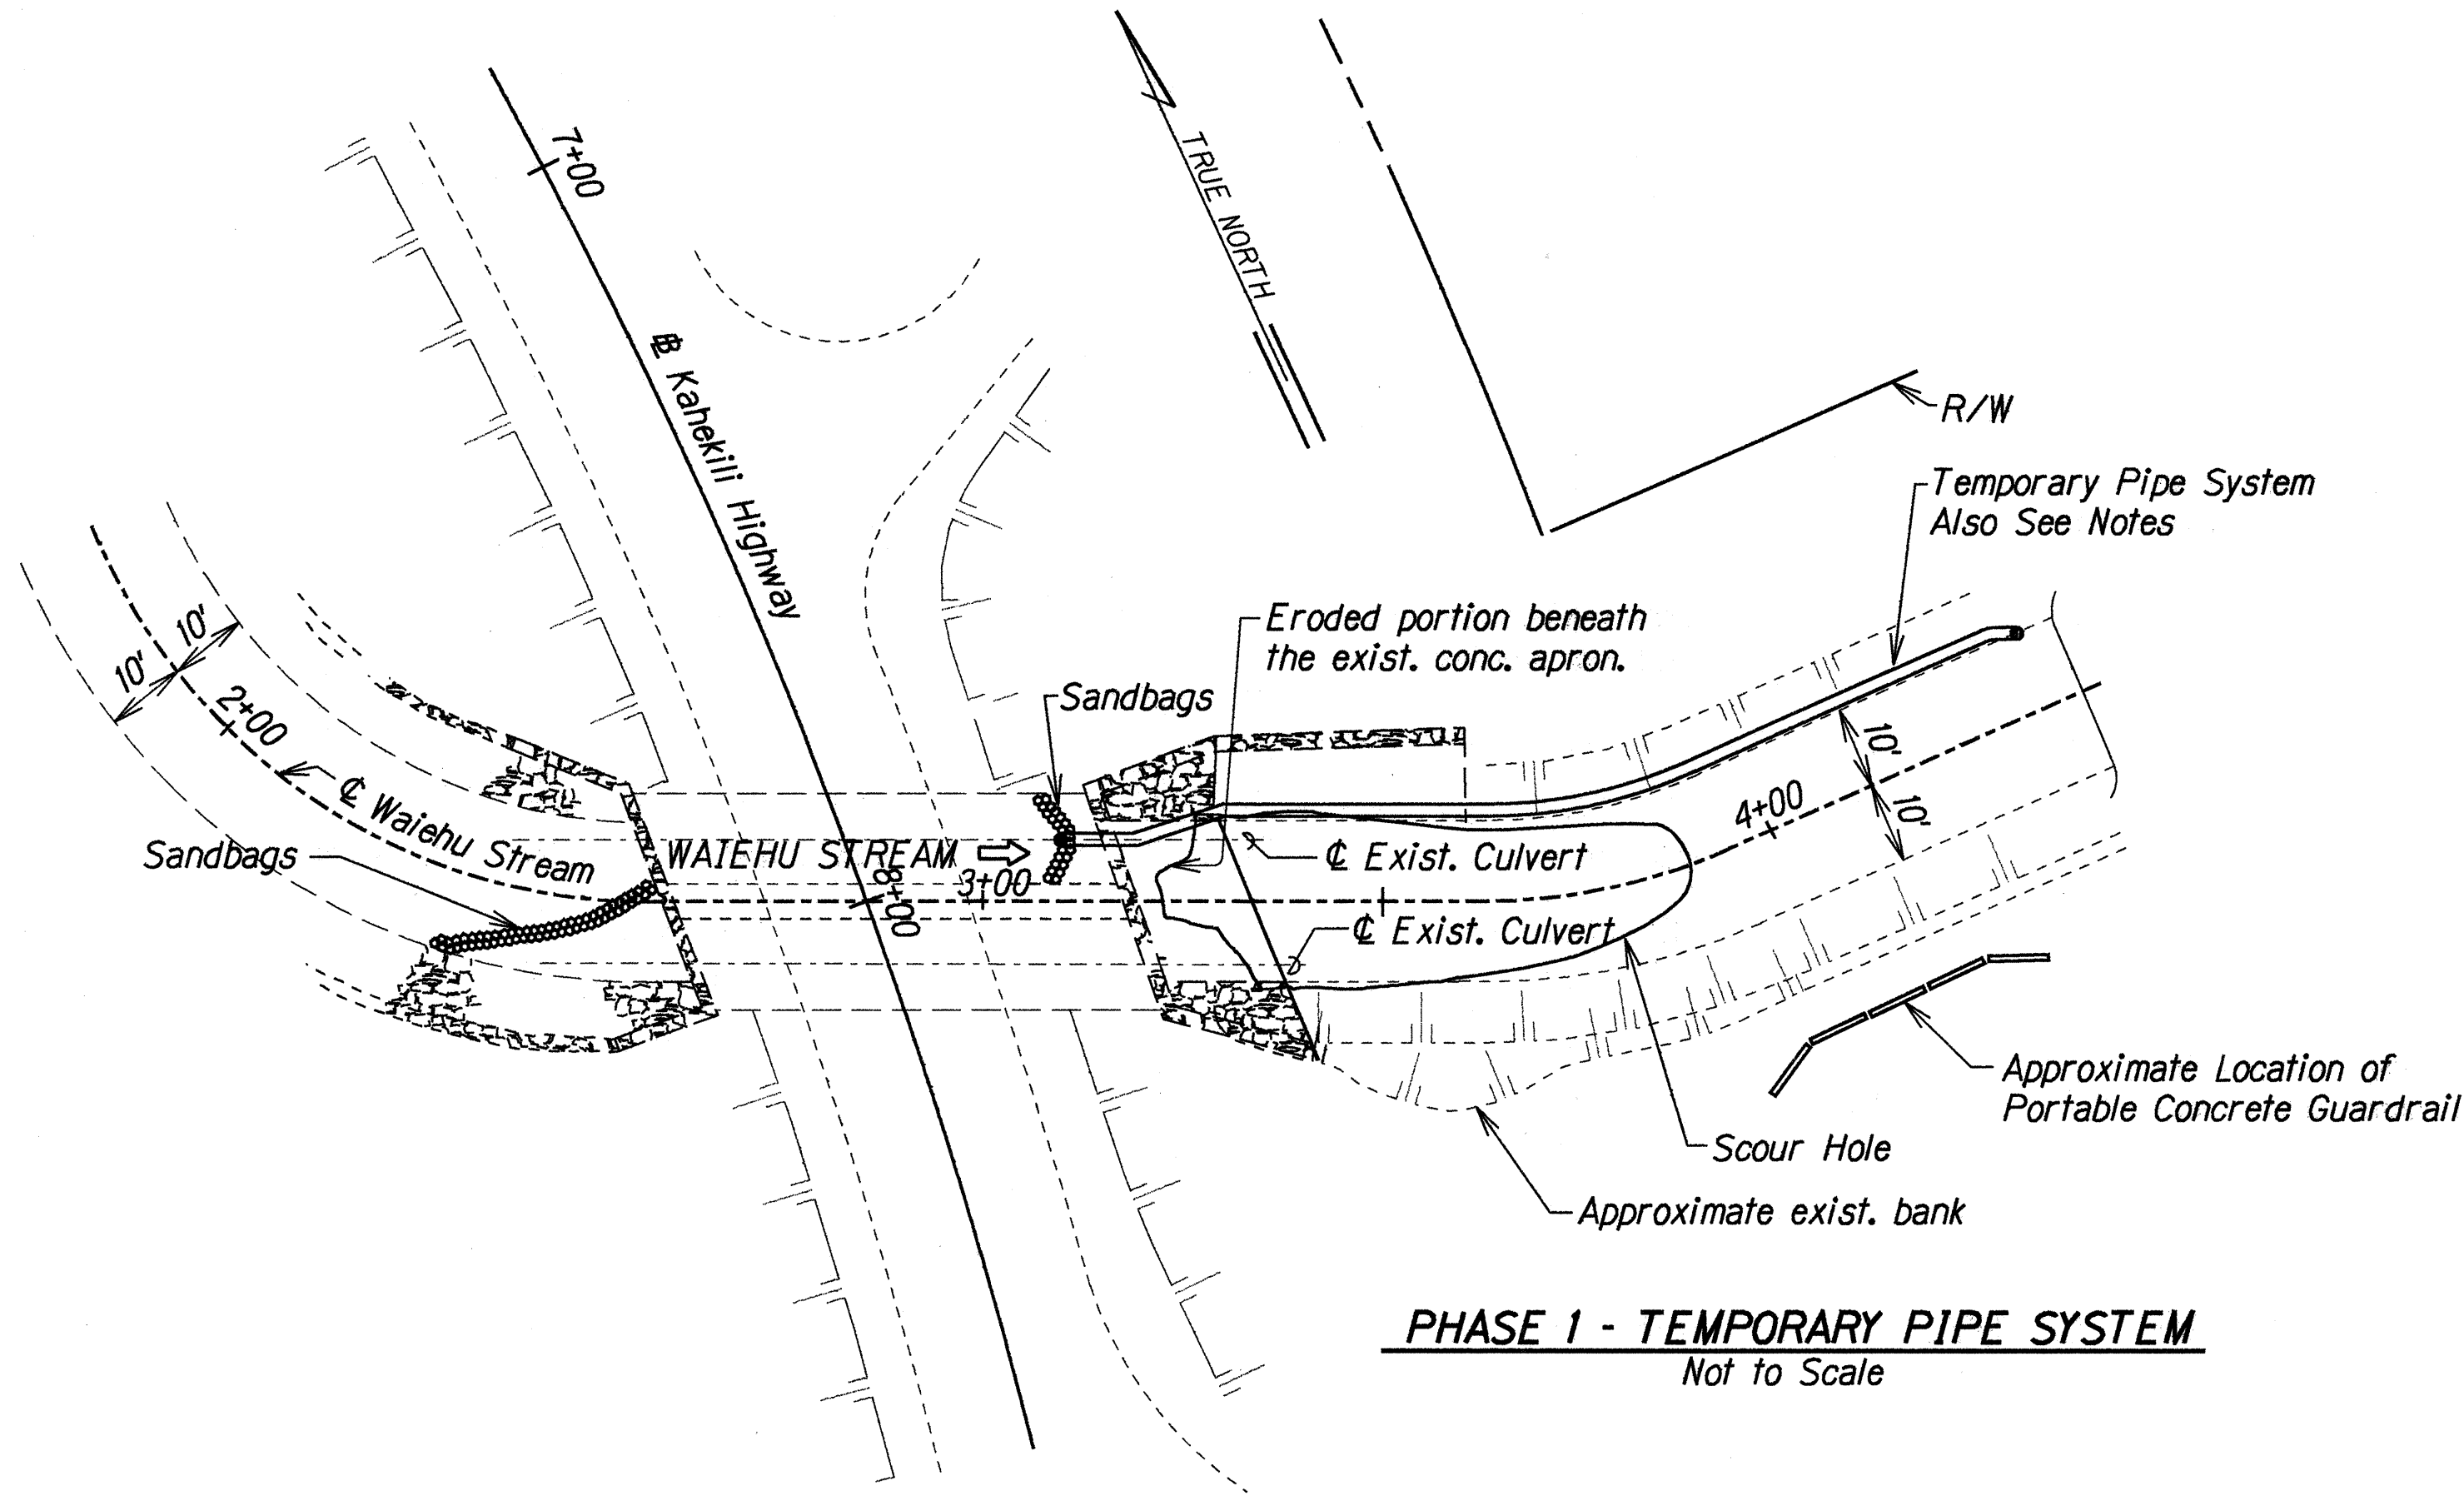 7+00
TRUE NORTH
℄ Kahekili Highway
R/W
Temporary Pipe System
Also See Notes
Eroded portion beneath
the exist. conc. apron.
Sandbags
10'
10'
2+00
℄ Waiehu Stream
Sandbags
WAIEHU STREAM
3+00
8+00
℄ Exist. Culvert
℄ Exist. Culvert
4+00
10'
10'
Approximate Location of
Portable Concrete Guardrail
Scour Hole
Approximate exist. bank
PHASE 1 - TEMPORARY PIPE SYSTEM
Not to Scale